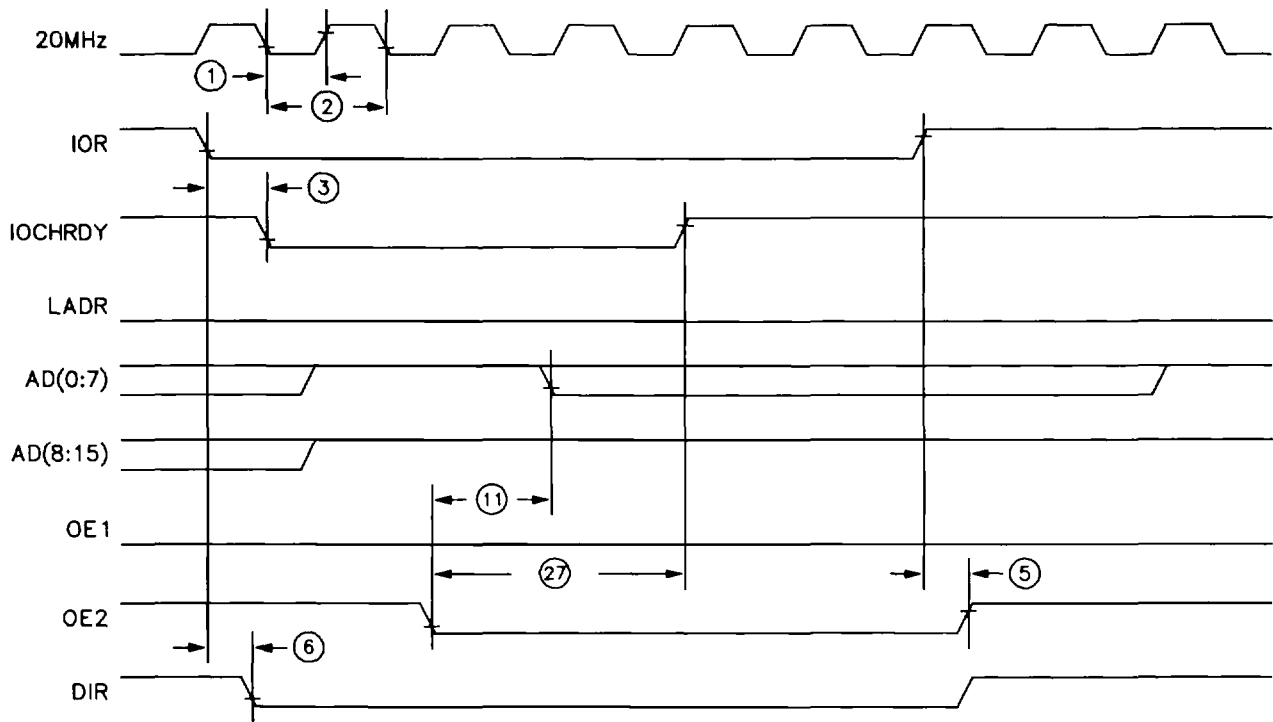 20MHz
1
2
IOR
3
IOCHRDY
LADR
AD(0:7)
AD(8:15)
11
OE1
27
5
OE2
6
DIR